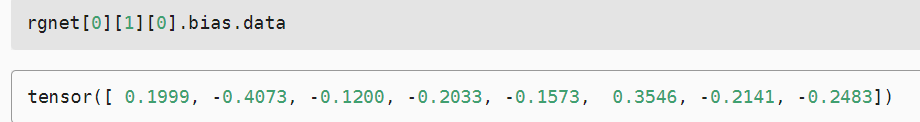 rgnet[0][1][0].bias.data
tensor([ 0.1999, -0.4073, -0.1200, -0.2033, -0.1573,  0.3546, -0.2141, -0.2483])